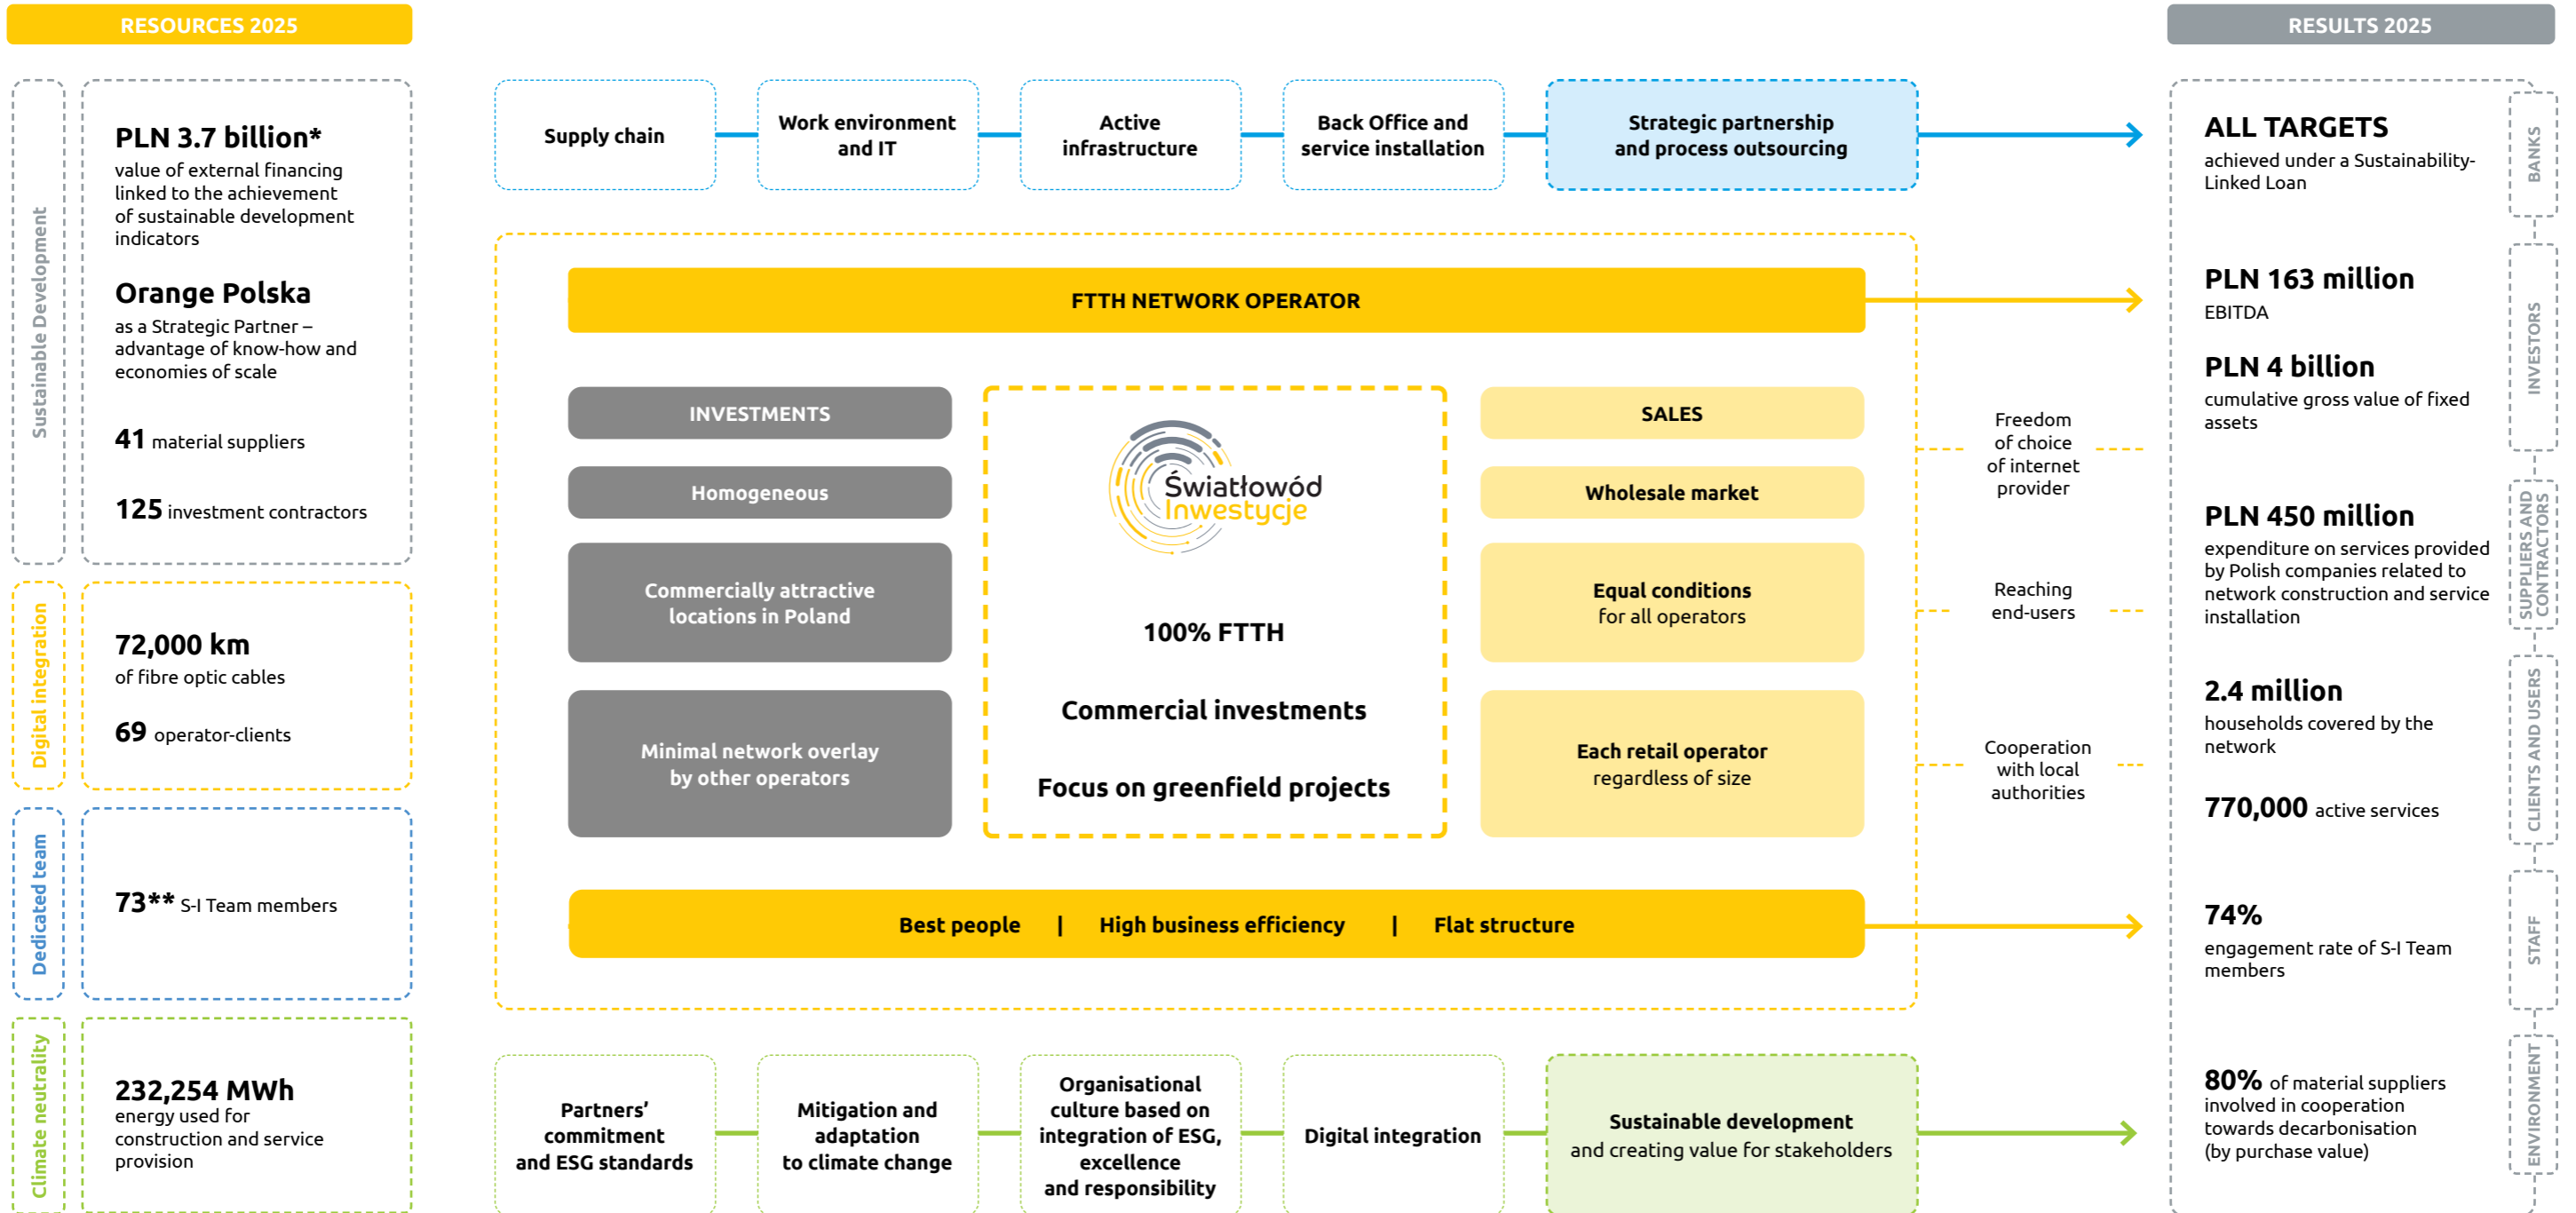 RESOURCES 2025
Sustainable Development
PLN 3.7 billion*
value of external financing
linked to the achievement
of sustainable development
indicators
Orange Polska
as a Strategic Partner –
advantage of know-how and
economies of scale
41 material suppliers
125 investment contractors
Digital integration
72,000 km
of fibre optic cables
69 operator-clients
Dedicated team
73** S-I Team members
Climate neutrality
232,254 MWh
energy used for
construction and service
provision
Supply chain
Work environment
and IT
Active
infrastructure
Back Office and
service installation
Strategic partnership
and process outsourcing
FTTH NETWORK OPERATOR
INVESTMENTS
Homogeneous
Commercially attractive
locations in Poland
Minimal network overlay
by other operators
Światłowód
Inwestycje
100% FTTH
Commercial investments
Focus on greenfield projects
SALES
Wholesale market
Equal conditions
for all operators
Each retail operator
regardless of size
Best people | High business efficiency | Flat structure
Freedom
of choice
of internet
provider
Reaching
end-users
Cooperation
with local
authorities
Partners’
commitment
and ESG standards
Mitigation and
adaptation
to climate change
Organisational
culture based on
integration of ESG,
excellence
and responsibility
Digital integration
Sustainable development
and creating value for stakeholders
RESULTS 2025
ALL TARGETS
achieved under a Sustainability-
Linked Loan
BANKS
PLN 163 million
EBITDA
PLN 4 billion
cumulative gross value of fixed
assets
INVESTORS
PLN 450 million
expenditure on services provided
by Polish companies related to
network construction and service
installation
SUPPLIERS AND
CONTRACTORS
2.4 million
households covered by the
network
770,000 active services
CLIENTS AND USERS
74%
engagement rate of S-I Team
members
STAFF
80% of material suppliers
involved in cooperation
towards decarbonisation
(by purchase value)
ENVIRONMENT